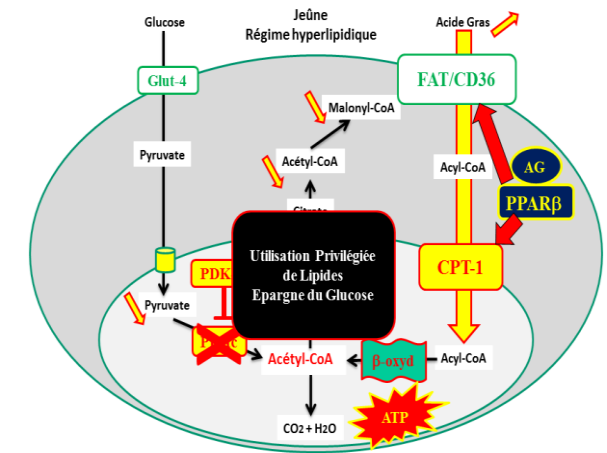 Jeûne
Régime hyperlipidique
Glucose
Acide Gras
Glut-4
FAT/CD36
Malonyl-CoA
Pyruvate
Acétyl-CoA
Acyl-CoA
AG
PPARβ
Utilisation Privilégiée
de Lipides
Epargne du Glucose
PDK
CPT-1
Pyruvate
Acétyl-CoA
β-oxyd
Acyl-CoA
CO2 + H2O
ATP